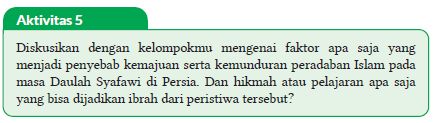 Aktivitas 5
Diskusikan dengan kelompokmu mengenai faktor apa saja yang
menjadi penyebab kemajuan serta kemunduran peradaban Islam pada
masa Daulah Syafawi di Persia. Dan hikmah atau pelajaran apa saja
yang bisa dijadikan ibrah dari peristiwa tersebut?